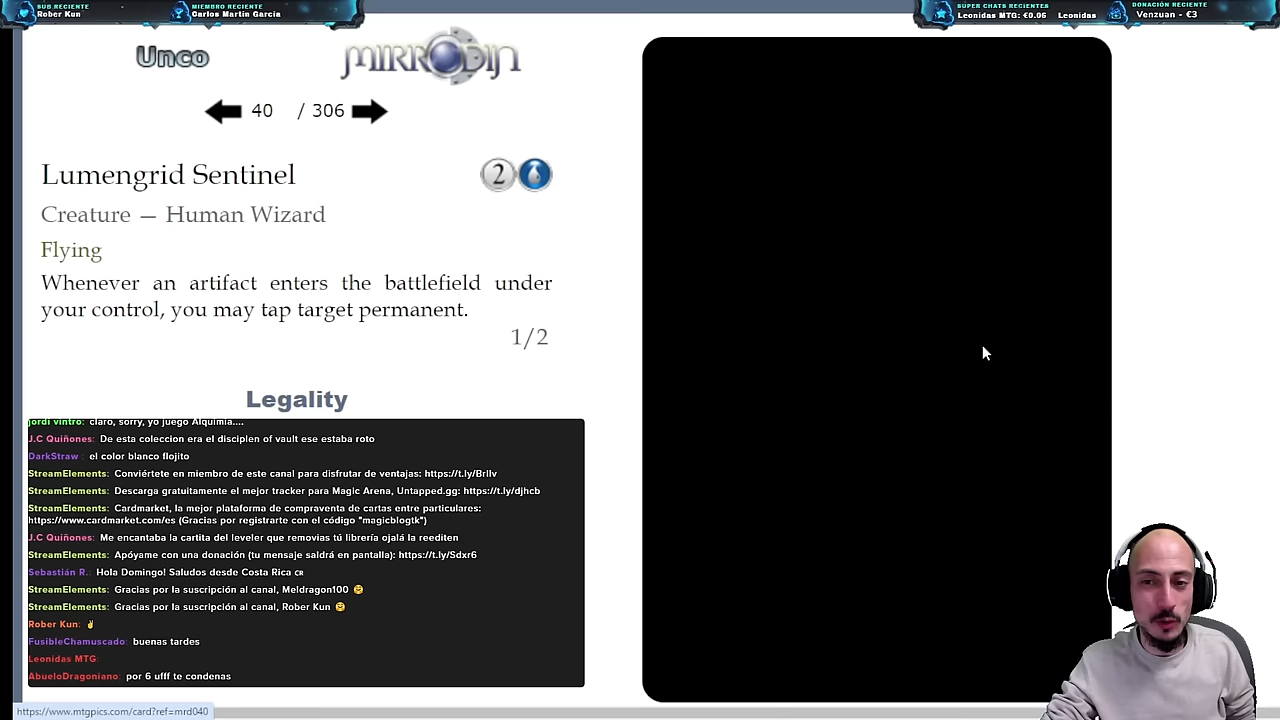 SUB RECIENTE
Rober Kun
MIEMBRO RECIENTE
Carlos Martin Garcia
SUPER CHATS RECIENTES
Leonidas MTG: €0.06 Leonidas
DONACIÓN RECIENTE
Venzuan - €3
Unco
MIRRODIN
40 / 306
Lumengrid Sentinel
2
Creature — Human Wizard
Flying
Whenever an artifact enters the battlefield under
your control, you may tap target permanent.
1/2
Legality
jordi vintro: claro, sorry, yo juego Alquimia....
J.C Quiñones: De esta coleccion era el disciplen of vault ese estaba roto
DarkStraw : el color blanco flojito
StreamElements: Conviértete en miembro de este canal para disfrutar de ventajas: https://t.ly/BrlIv
StreamElements: Descarga gratuitamente el mejor tracker para Magic Arena, Untapped.gg: https://t.ly/djhcb
StreamElements: Cardmarket, la mejor plataforma de compraventa de cartas entre particulares:
https://www.cardmarket.com/es (Gracias por registrarte con el código "magicblogtk")
J.C Quiñones: Me encantaba la cartita del leveler que removias tú librería ojalá la rediten
StreamElements: Apóyame con una donación (tu mensaje saldrá en pantalla): https://t.ly/Sdxr6
Sebastián R.: Hola Domingo! Saludos desde Costa Rica 🇨🇷
StreamElements: Gracias por la suscripción al canal, Meldragon100 🤗
StreamElements: Gracias por la suscripción al canal, Rober Kun 🤗
Rober Kun: ✌
FusibleChamuscado: buenas tardes
Leonidas MTG:
AbueloDragoniano: por 6 ufff te condenas
https://www.mtgpics.com/card?ref=mrd040